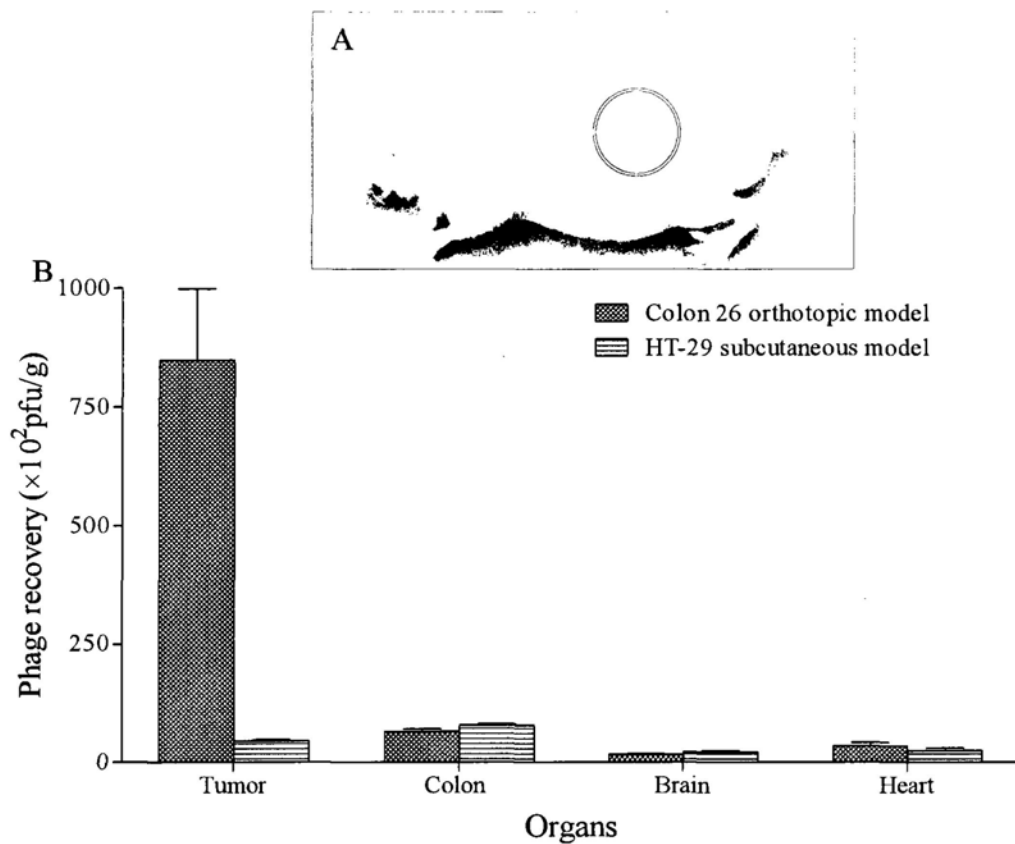 A
B
1000
750
500
250
0
Phage recovery (×10²pfu/g)
Colon 26 orthotopic model
HT-29 subcutaneous model
Tumor
Colon
Brain
Heart
Organs